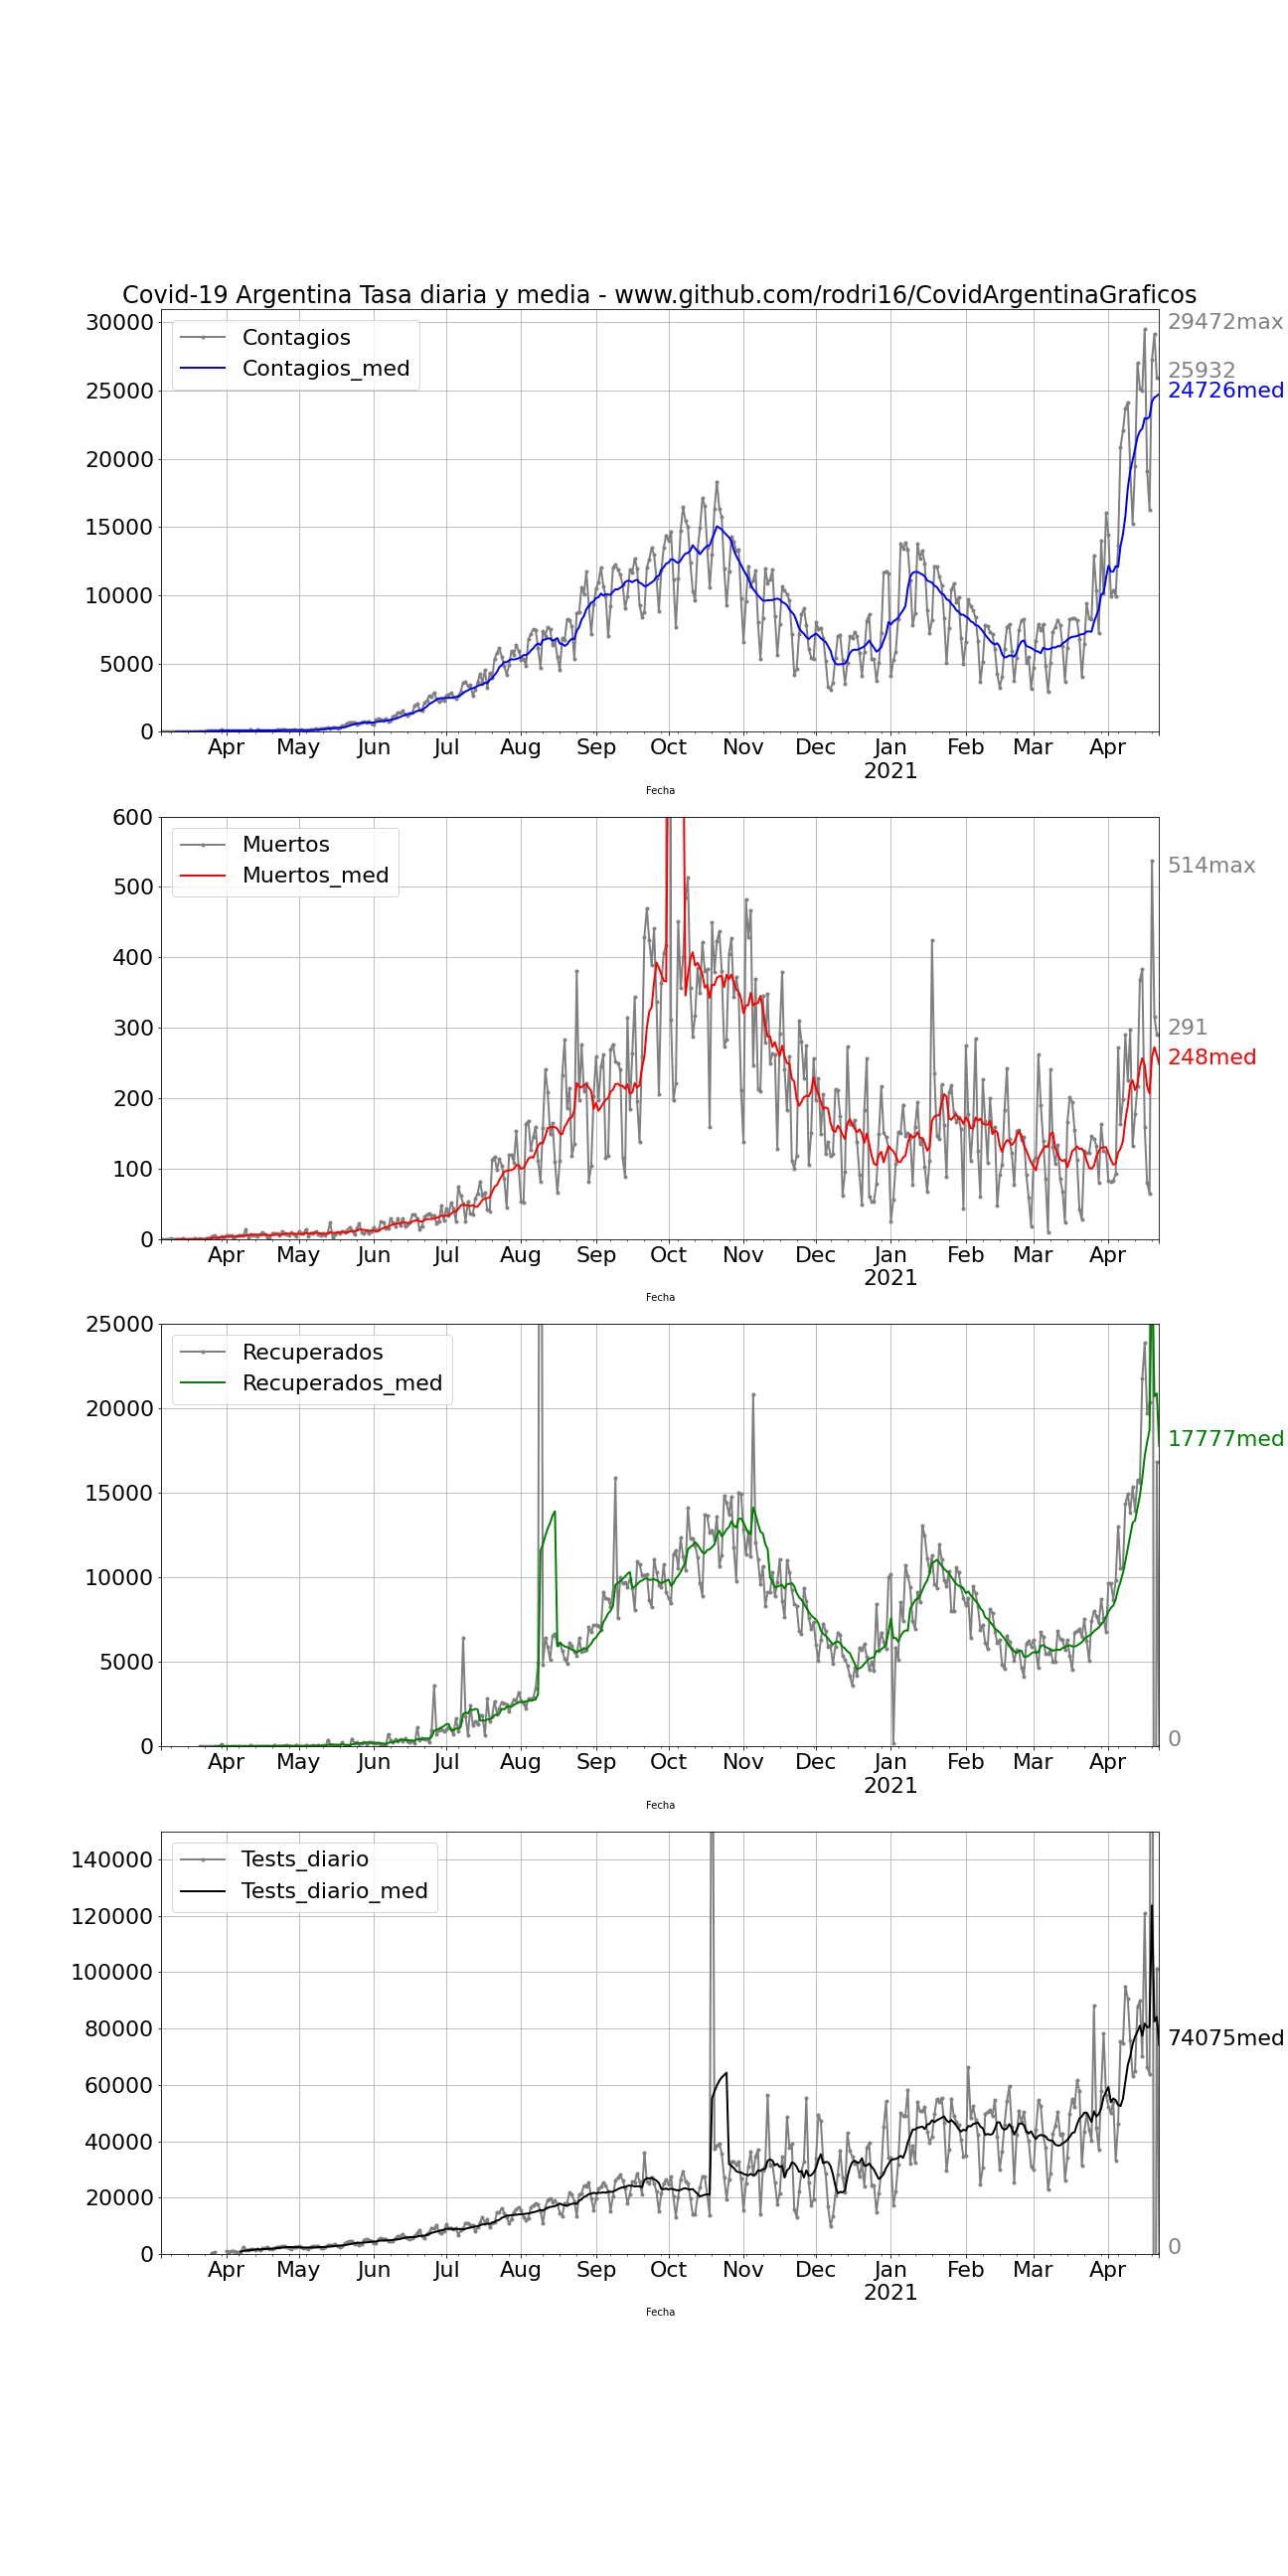 Covid-19 Argentina Tasa diaria y media - www.github.com/rodri16/CovidArgentinaGraficos
30000
25000
20000
15000
10000
5000
0
Contagios
Contagios_med
29472max
25932
24726med
Apr May Jun Jul Aug Sep Oct Nov Dec Jan Feb Mar Apr
2021
Fecha
600
500
400
300
200
100
0
Muertos
Muertos_med
514max
291
248med
Apr May Jun Jul Aug Sep Oct Nov Dec Jan Feb Mar Apr
2021
Fecha
25000
20000
15000
10000
5000
0
Recuperados
Recuperados_med
17777med
0
Apr May Jun Jul Aug Sep Oct Nov Dec Jan Feb Mar Apr
2021
Fecha
140000
120000
100000
80000
60000
40000
20000
0
Tests_diario
Tests_diario_med
74075med
0
Apr May Jun Jul Aug Sep Oct Nov Dec Jan Feb Mar Apr
2021
Fecha